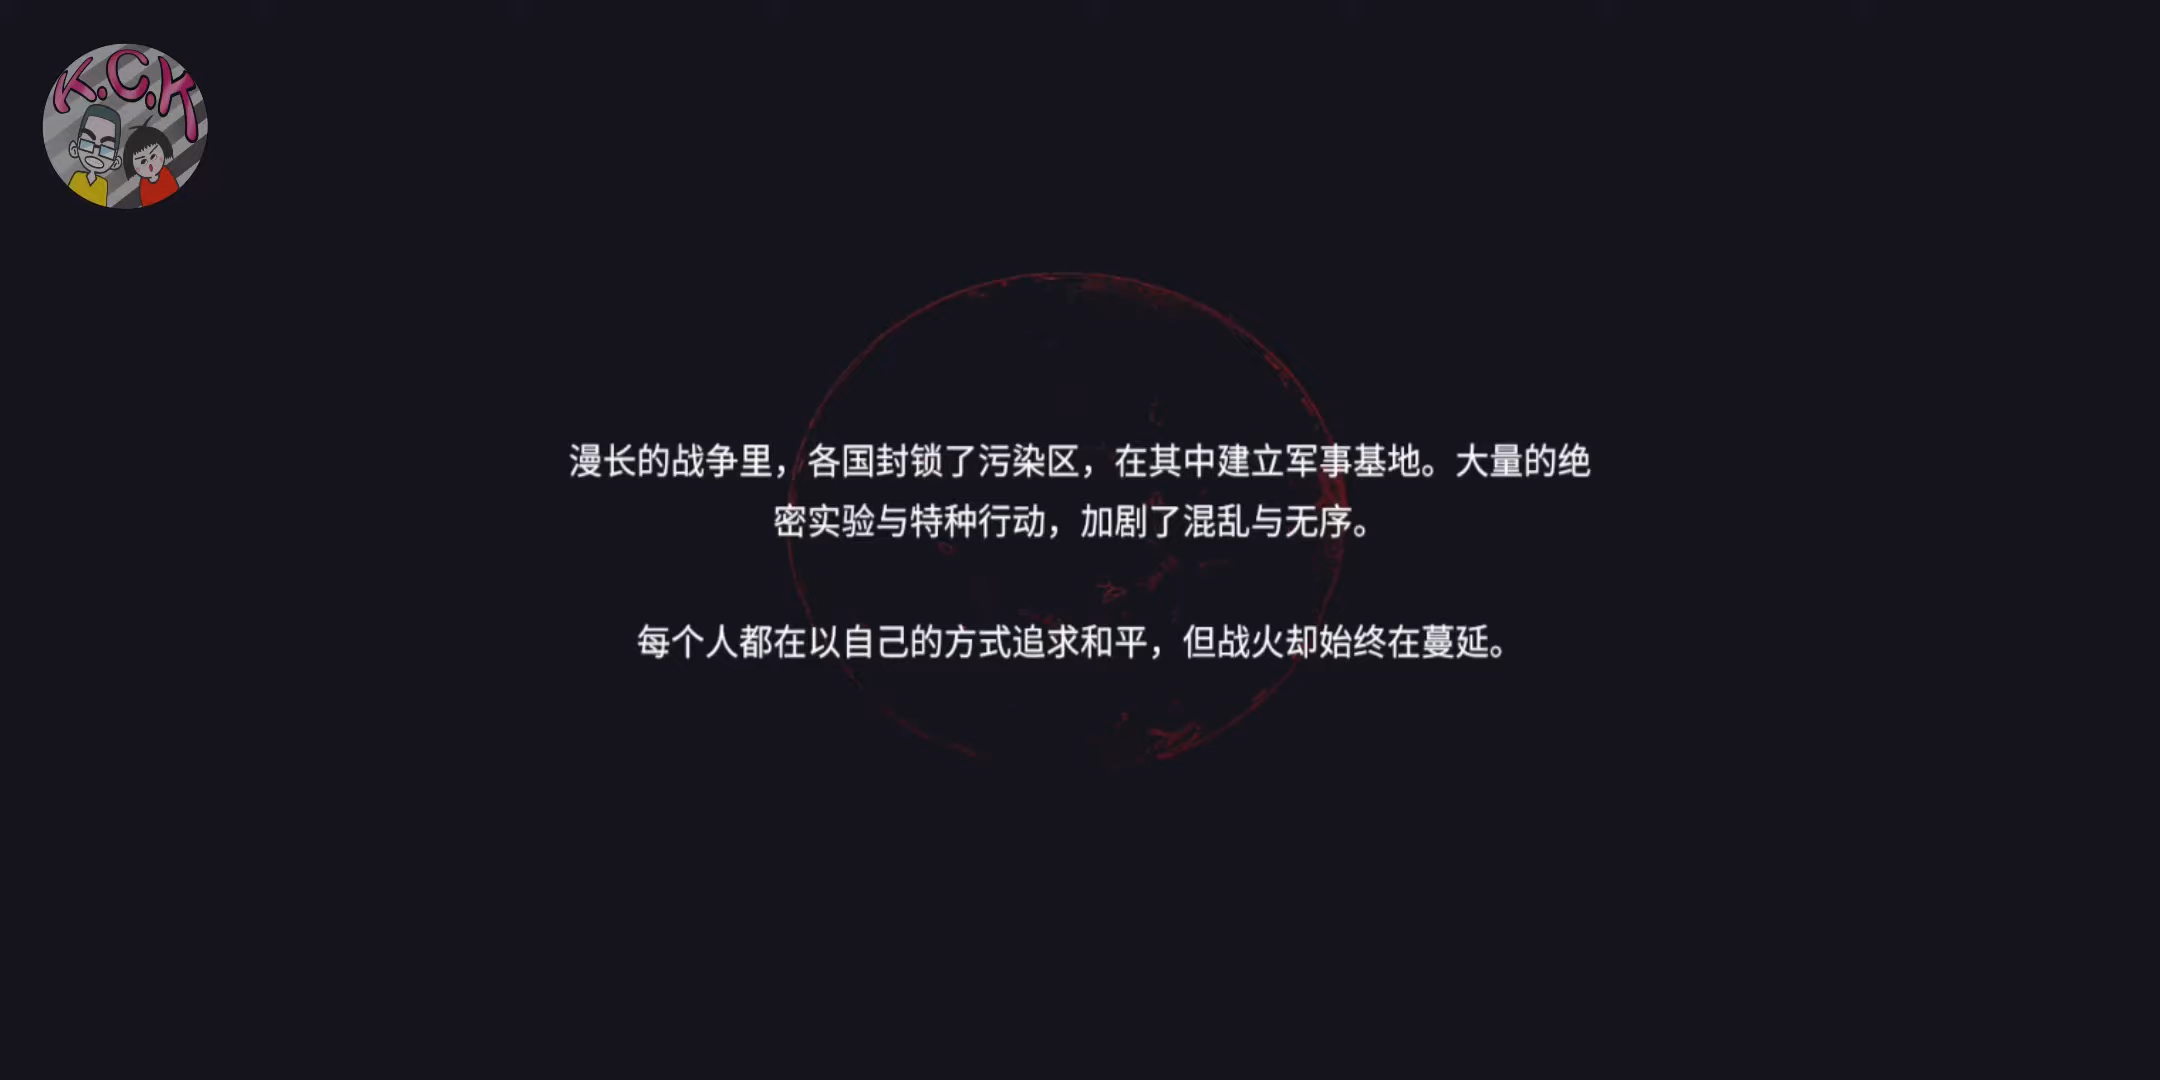 K.C.K
漫长的战争里，各国封锁了污染区，在其中建立军事基地。大量的绝
密实验与特种行动，加剧了混乱与无序。
每个人都在以自己的方式追求和平，但战火却始终在蔓延。